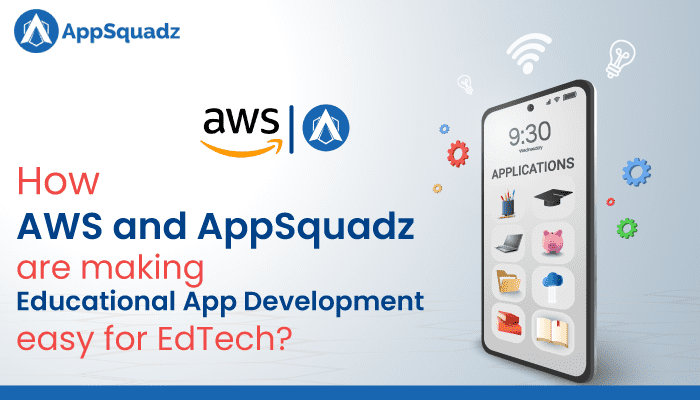 AppSquadz
aws
How
AWS and AppSquadz
are making
Educational App Development
easy for EdTech?
9:30
Wednesday
APPLICATIONS